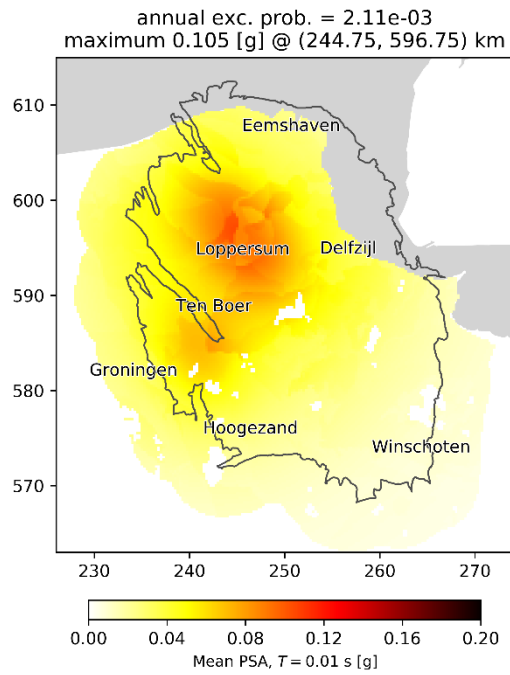 annual exc. prob. = 2.11e-03
maximum 0.105 [g] @ (244.75, 596.75) km
610
Eemshaven
600
Loppersum Delfzijl
590
Ten Boer
Groningen
580
Hoogezand
Winschoten
570
230 240 250 260 270
0.00 0.04 0.08 0.12 0.16 0.20
Mean PSA, T = 0.01 s [g]